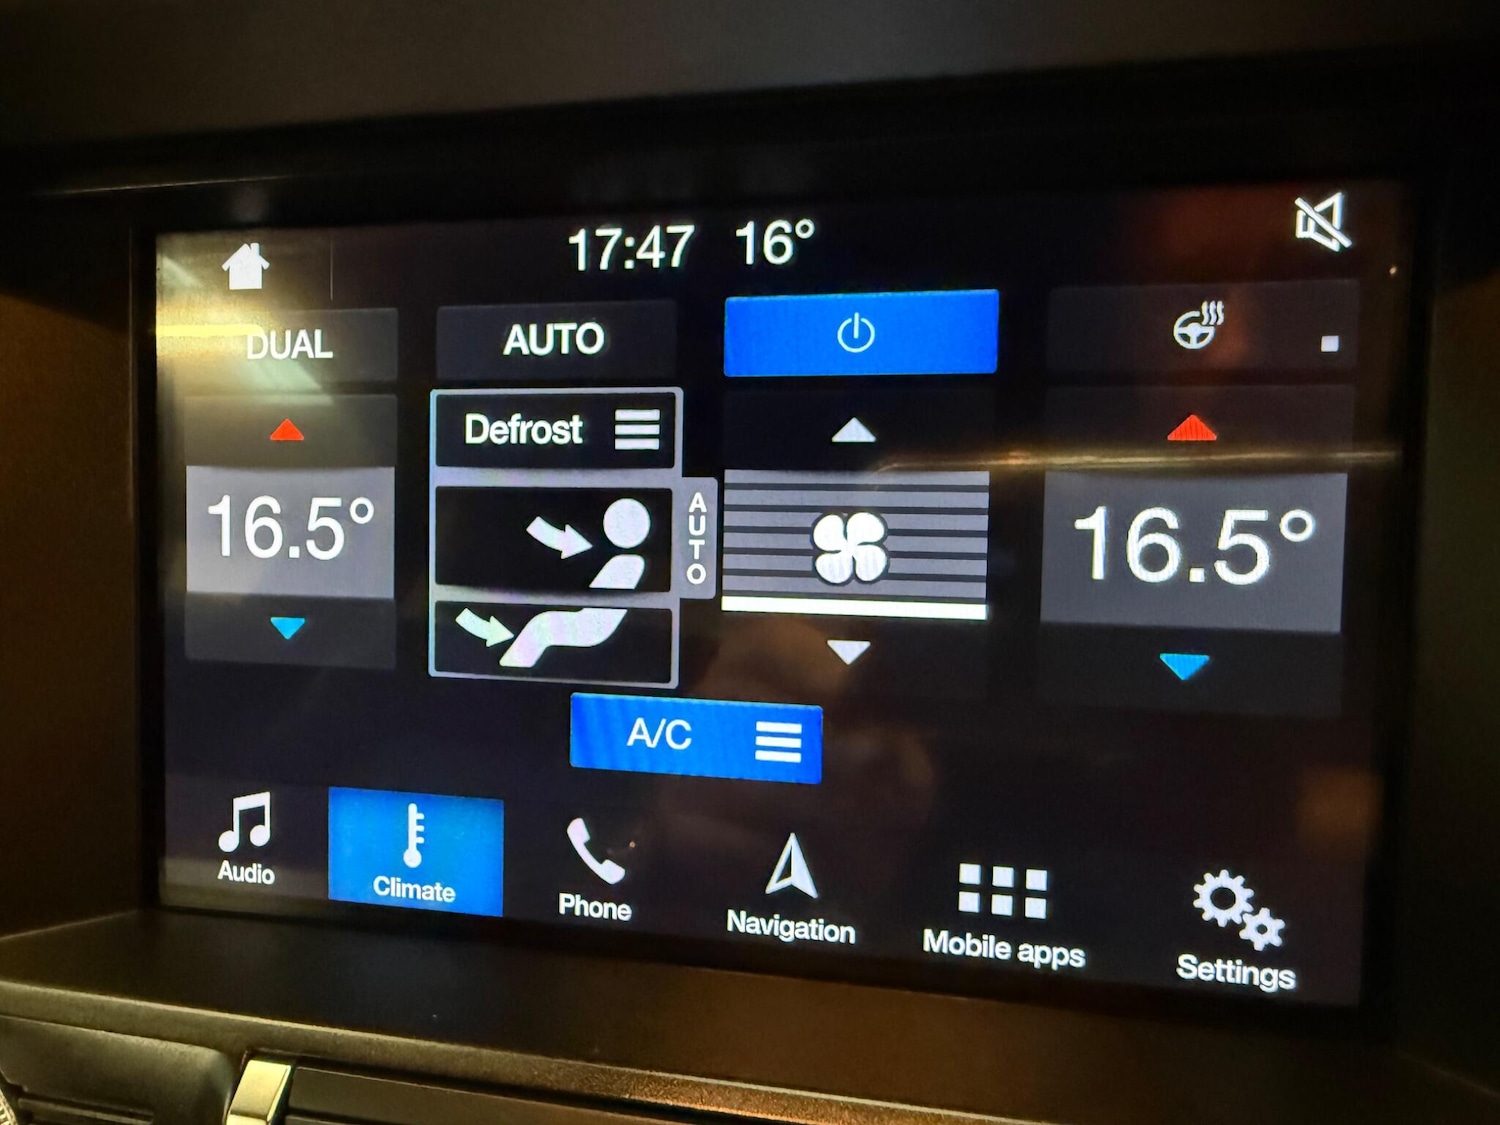 17:47 16°
DUAL
AUTO
Defrost
16.5°
AUTO
16.5°
A/C
Audio
Climate
Phone
Navigation
Mobile apps
Settings